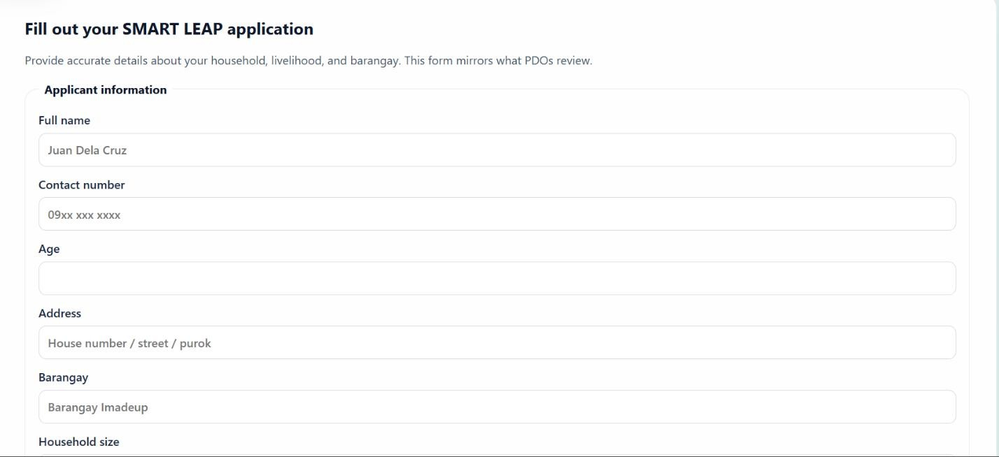 Fill out your SMART LEAP application
Provide accurate details about your household, livelihood, and barangay. This form mirrors what PDOs review.
Applicant information
Full name
Juan Dela Cruz
Contact number
09xx xxx xxxx
Age
Address
House number / street / purok
Barangay
Barangay Imadeup
Household size